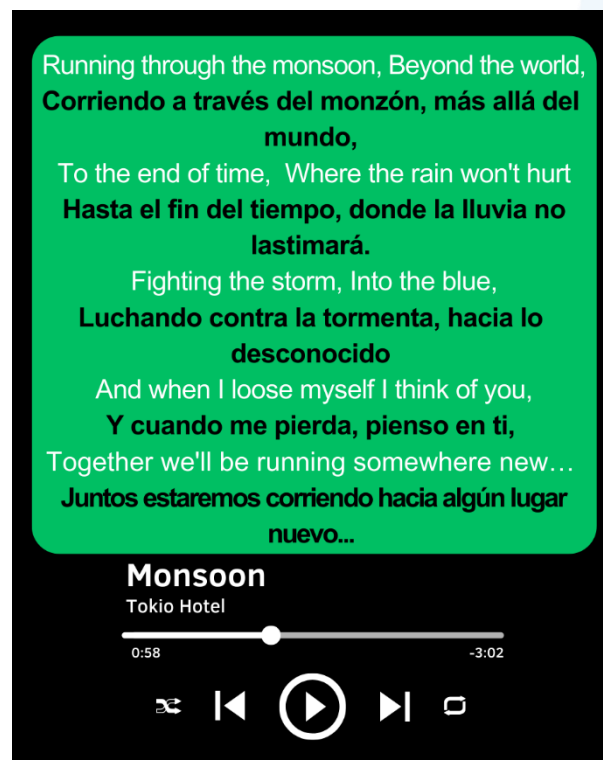 Running through the monsoon, Beyond the world,
Corriendo a través del monzón, más allá del
mundo,
To the end of time,  Where the rain won't hurt
Hasta el fin del tiempo, donde la lluvia no
lastimará.
Fighting the storm, Into the blue,
Luchando contra la tormenta, hacia lo
desconocido
And when I loose myself I think of you,
Y cuando me pierda, pienso en ti,
Together we'll be running somewhere new…
Juntos estaremos corriendo hacia algún lugar
nuevo...
Monsoon
Tokio Hotel
0:58 -3:02